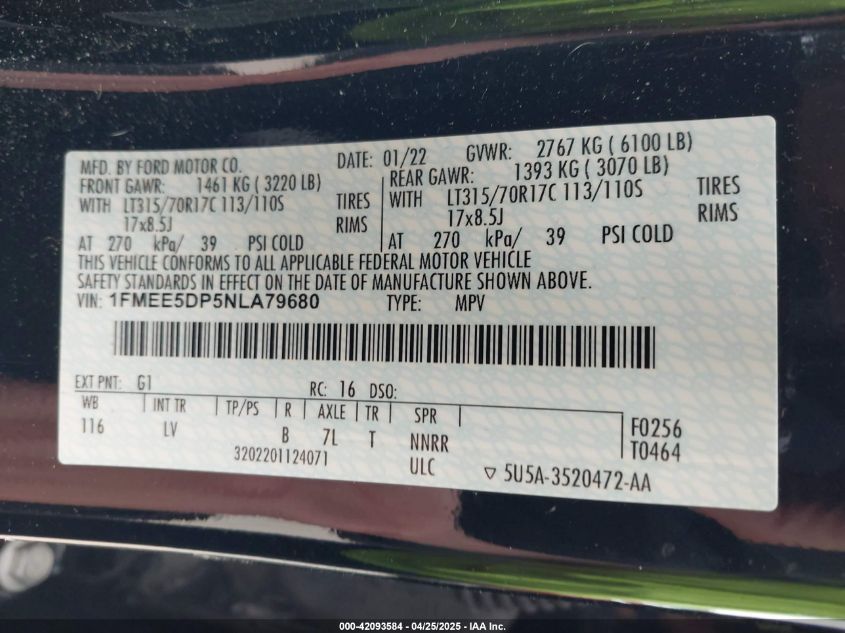 MFD. BY FORD MOTOR CO. DATE: 01/22 GVWR: 2767 KG ( 6100 LB)
FRONT GAWR: 1461 KG ( 3220 LB) REAR GAWR: 1393 KG ( 3070 LB)
WITH LT315/70R17C 113/110S TIRES WITH LT315/70R17C 113/110S TIRES
17x8.5J RIMS 17x8.5J RIMS
AT 270 kPa/ 39 PSI COLD AT 270 kPa/ 39 PSI COLD
THIS VEHICLE CONFORMS TO ALL APPLICABLE FEDERAL MOTOR VEHICLE
SAFETY STANDARDS IN EFFECT ON THE DATE OF MANUFACTURE SHOWN ABOVE.
VIN: 1FMEE5DP5NLA79680 TYPE: MPV
EXT PNT: G1 RC: 16 DSO:
WB INT TR TP/PS R AXLE TR SPR
116 LV B 7L T NNRR F0256
3202201124071 ULC T0464
5U5A-3520472-AA
000-42093584 / 04/25/2025 - IAA Inc.